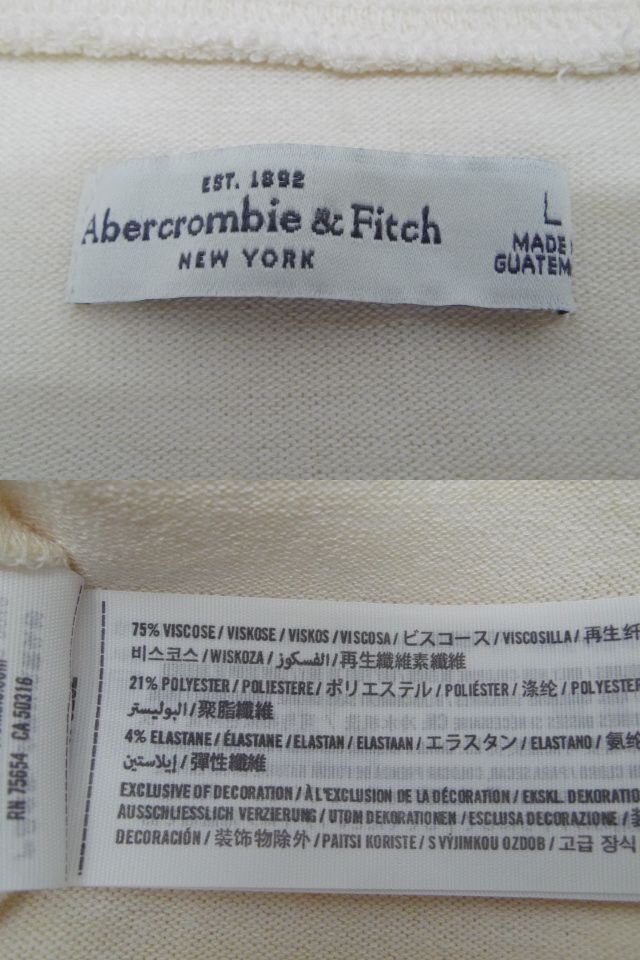 EST. 1892
Abercrombie & Fitch
NEW YORK
L
MADE
GUATEM
75% VISCOSE / VISKOSE / VISKOS / VISCOSA / ビスコース / VISCOSILLA / 再生纤
비스코스 / WISKOZA / الفسكوز / 再生纖維素纖維
21% POLYESTER / POLIESTERE / ポリエステル / POLIÉSTER / 涤纶 / POLYESTER
البوليستر / 聚脂纖維
4% ELASTANE / ÉLASTANE / ELASTAN / ELASTAAN / エラスタン / ELASTANO / 氨纶
إيلاستين / 彈性纖維
EXCLUSIVE OF DECORATION / À L'EXCLUSION DE LA DÉCORATION / EKSKL. DEKORATIO
AUSSCHLIESSLICH VERZIERUNG / UTOM DEKORATIONEN / ESCLUSA DECORAZIONE /
DECORACIÓN / 装饰物除外 / PAITSI KORISTE / S VÝJIMKOU OZDOB / 고급 장식
RN 75654 CA 50316